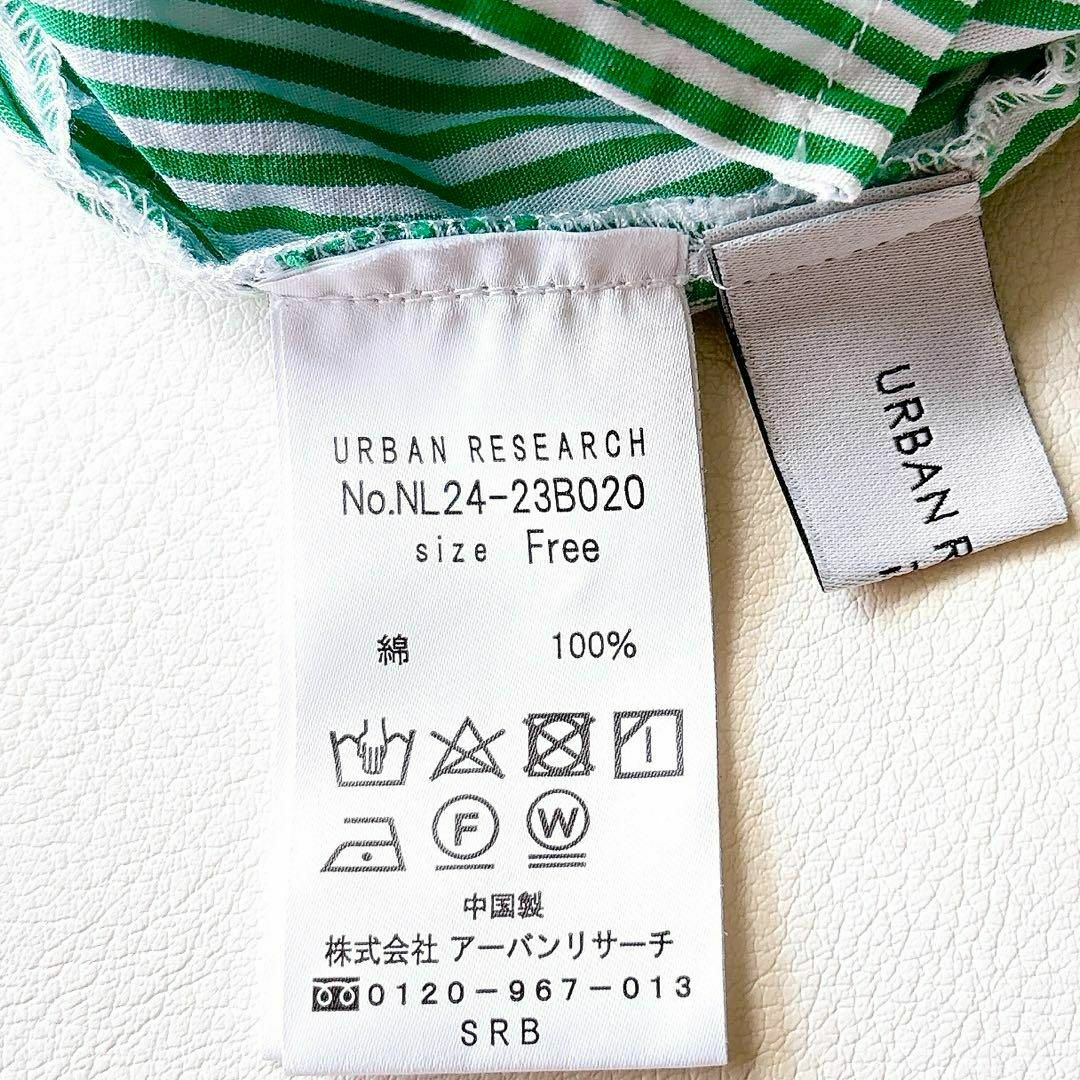 URBAN RESEARCH
No.NL24-23B020
size Free
綿 100%
F W
中国製
株式会社 アーバンリサーチ
0120-967-013
SRB
URBAN R